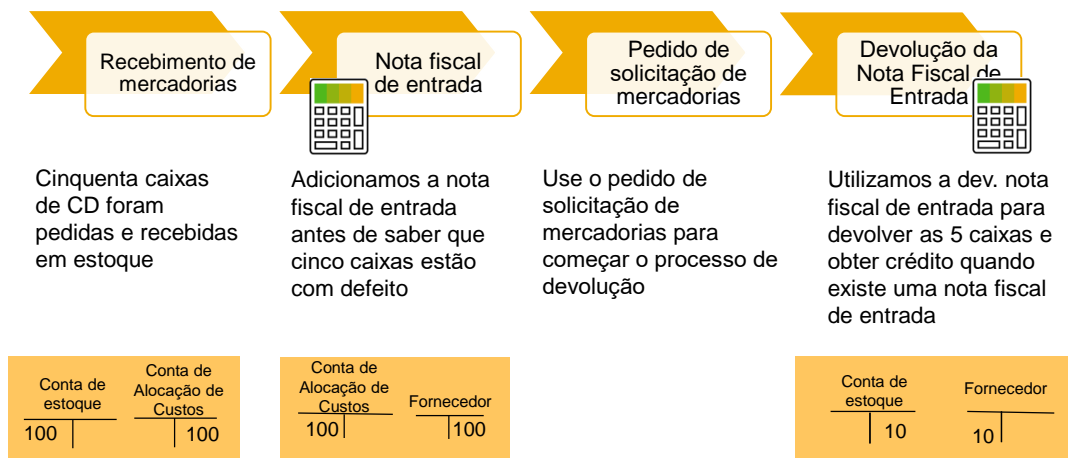 Recebimento de
mercadorias
Nota fiscal
de entrada
Pedido de
solicitação de
mercadorias
Devolução da
Nota Fiscal de
Entrada
Cinquenta caixas
de CD foram
pedidas e recebidas
em estoque
Adicionamos a nota
fiscal de entrada
antes de saber que
cinco caixas estão
com defeito
Use o pedido de
solicitação de
mercadorias para
começar o processo de
devolução
Utilizamos a dev. nota
fiscal de entrada para
devolver as 5 caixas e
obter crédito quando
existe uma nota fiscal
de entrada
Conta de
estoque
100
Conta de
Alocação de
Custos
100
Conta de
Alocação de
Custos
100
Fornecedor
100
Conta de
estoque
10
Fornecedor
10